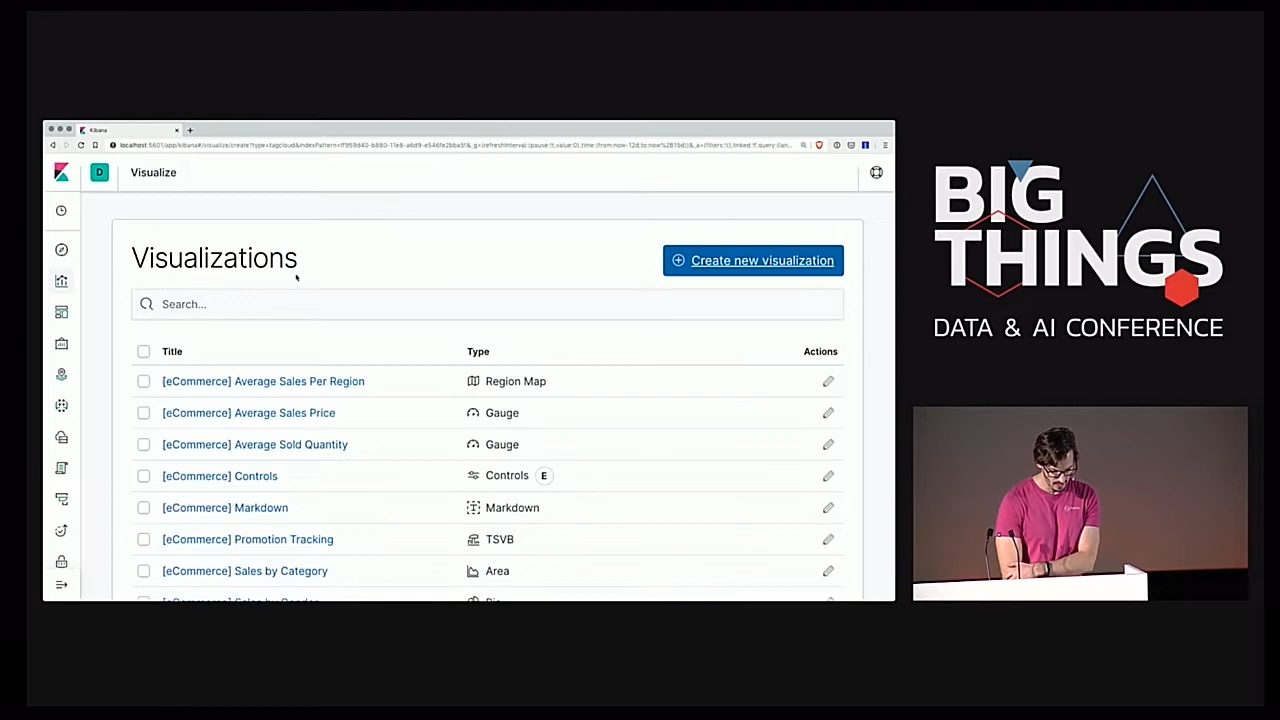 Kibana
D
Visualize
Visualizations
Create new visualization
Search...
Title Type Actions
[eCommerce] Average Sales Per Region Region Map
[eCommerce] Average Sales Price Gauge
[eCommerce] Average Sold Quantity Gauge
[eCommerce] Controls Controls E
[eCommerce] Markdown Markdown
[eCommerce] Promotion Tracking TSVB
[eCommerce] Sales by Category Area
BIG
THINGS
DATA & AI CONFERENCE